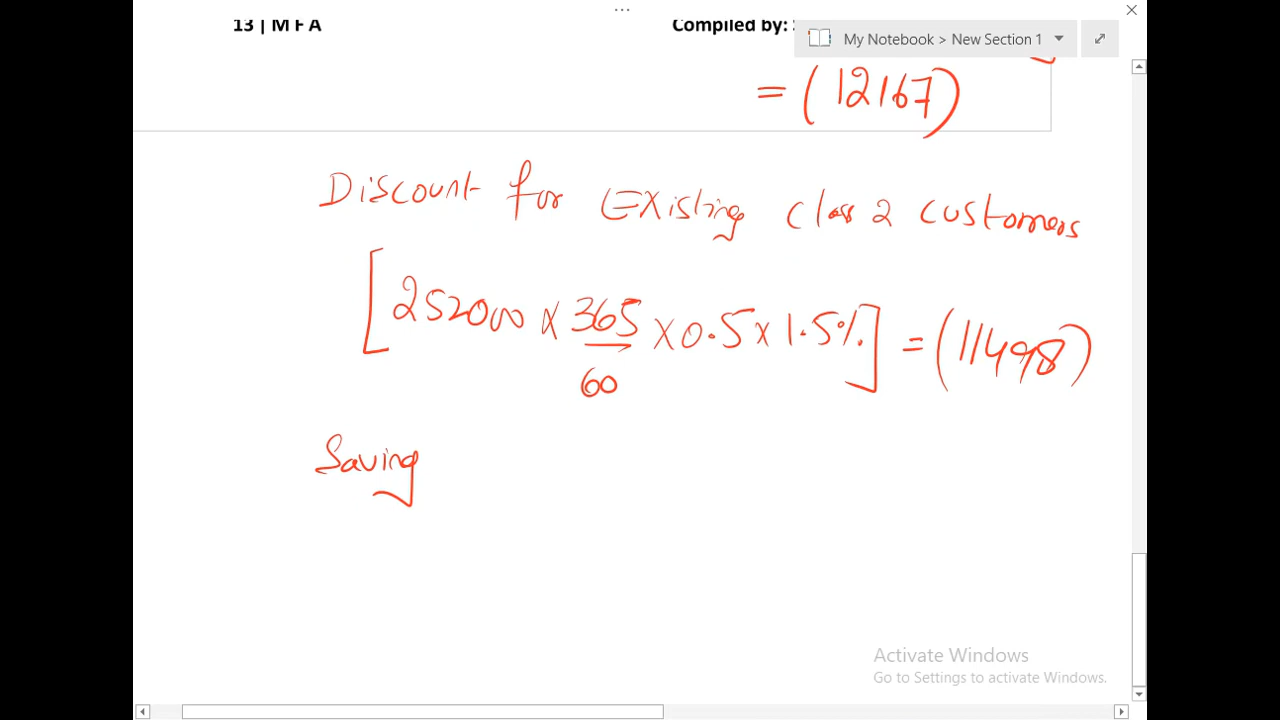 13 | M F A Compiled by:
My Notebook > New Section 1
= (12167)
Discount for Existing class 2 customers
[252000 x 365/60 x 0.5 x 1.5%] = (11498)
Saving
Activate Windows
Go to Settings to activate Windows.